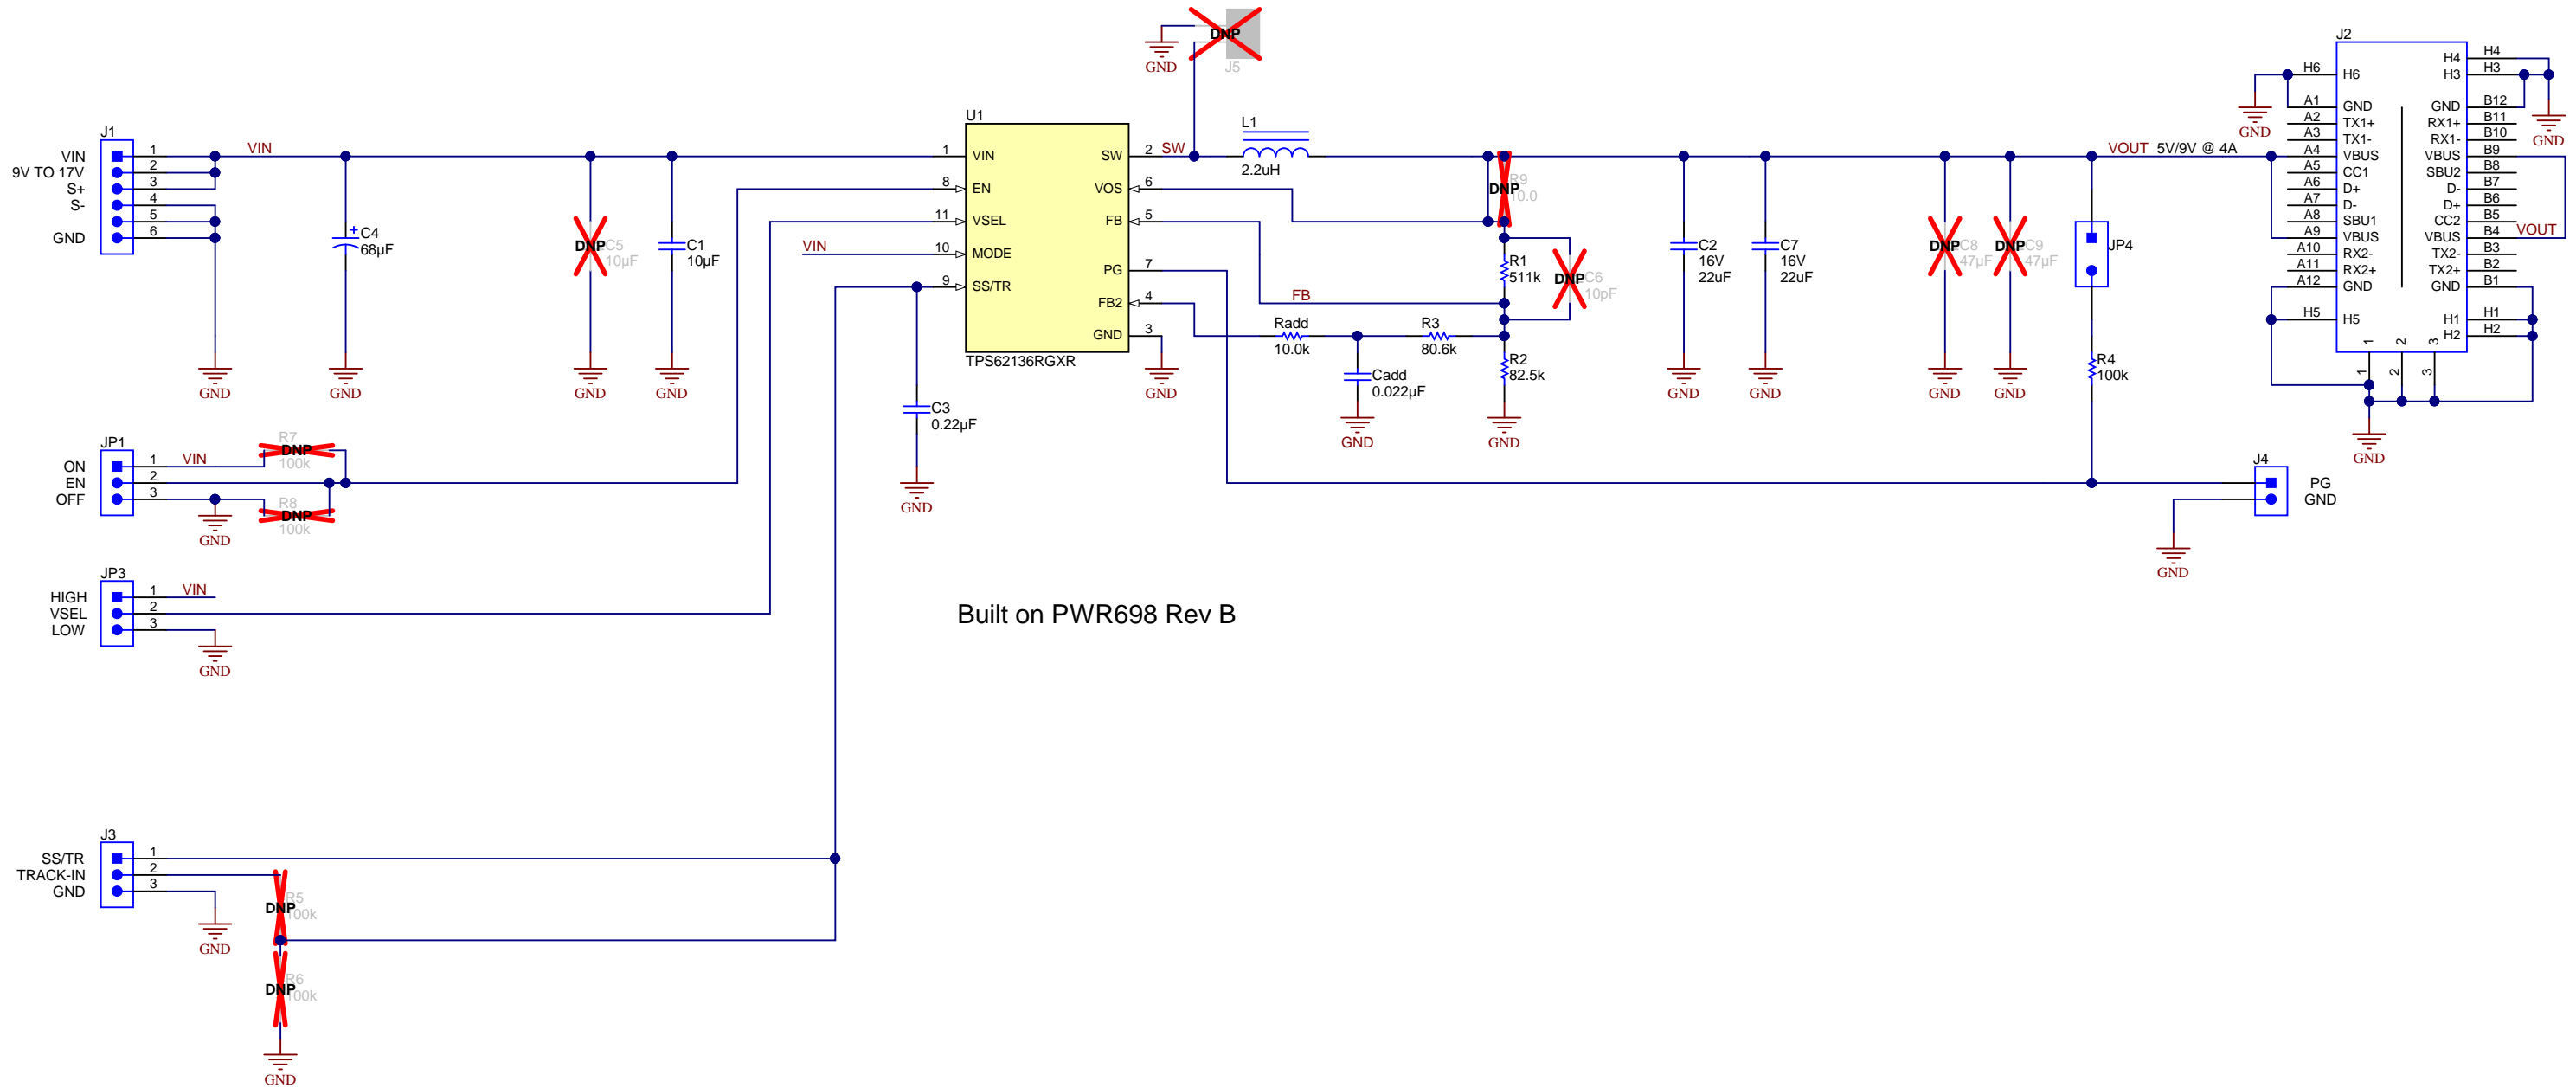 J1
VIN
9V TO 17V
S+
S-
GND
1
2
3
4
5
6
VIN
C4
68µF
DNP
C5
10µF
C1
10µF
GND
GND
GND
GND
JP1
ON
EN
OFF
1
2
3
VIN
R7
DNP
100k
R8
DNP
100k
GND
JP3
HIGH
VSEL
LOW
1
2
3
VIN
GND
J3
SS/TR
TRACK-IN
GND
1
2
3
GND
R5
DNP
100k
R6
DNP
100k
GND
U1
1 VIN
8 EN
11 VSEL
VIN 10 MODE
9 SS/TR
SW 2
VOS 6
FB 5
PG 7
FB2 4
GND 3
TPS62136RGXR
C3
0.22µF
GND
GND
GND
DNP
J5
SW
L1
2.2uH
R9
DNP
10.0
R1
511k
DNP
C6
10pF
FB
Radd
10.0k
R3
80.6k
Cadd
0.022µF
GND
R2
82.5k
GND
C2
16V
22uF
GND
C7
16V
22uF
GND
DNP
C8
47µF
GND
DNP
C9
47µF
GND
JP4
R4
100k
VOUT 5V/9V @ 4A
J2
H6 H6
A1 GND
A2 TX1+
A3 TX1-
A4 VBUS
A5 CC1
A6 D+
A7 D-
A8 SBU1
A9 VBUS
A10 RX2-
A11 RX2+
A12 GND
H5 H5
H4 H4
H3 H3
GND B12
RX1+ B11
RX1- B10
VBUS B9
SBU2 B8
D- B7
D+ B6
CC2 B5
VBUS B4
TX2- B3
TX2+ B2
GND B1
H1 H1
H2 H2
VOUT
1
2
3
1
2
3
GND
GND
GND
J4
PG
GND
GND
Built on PWR698 Rev B